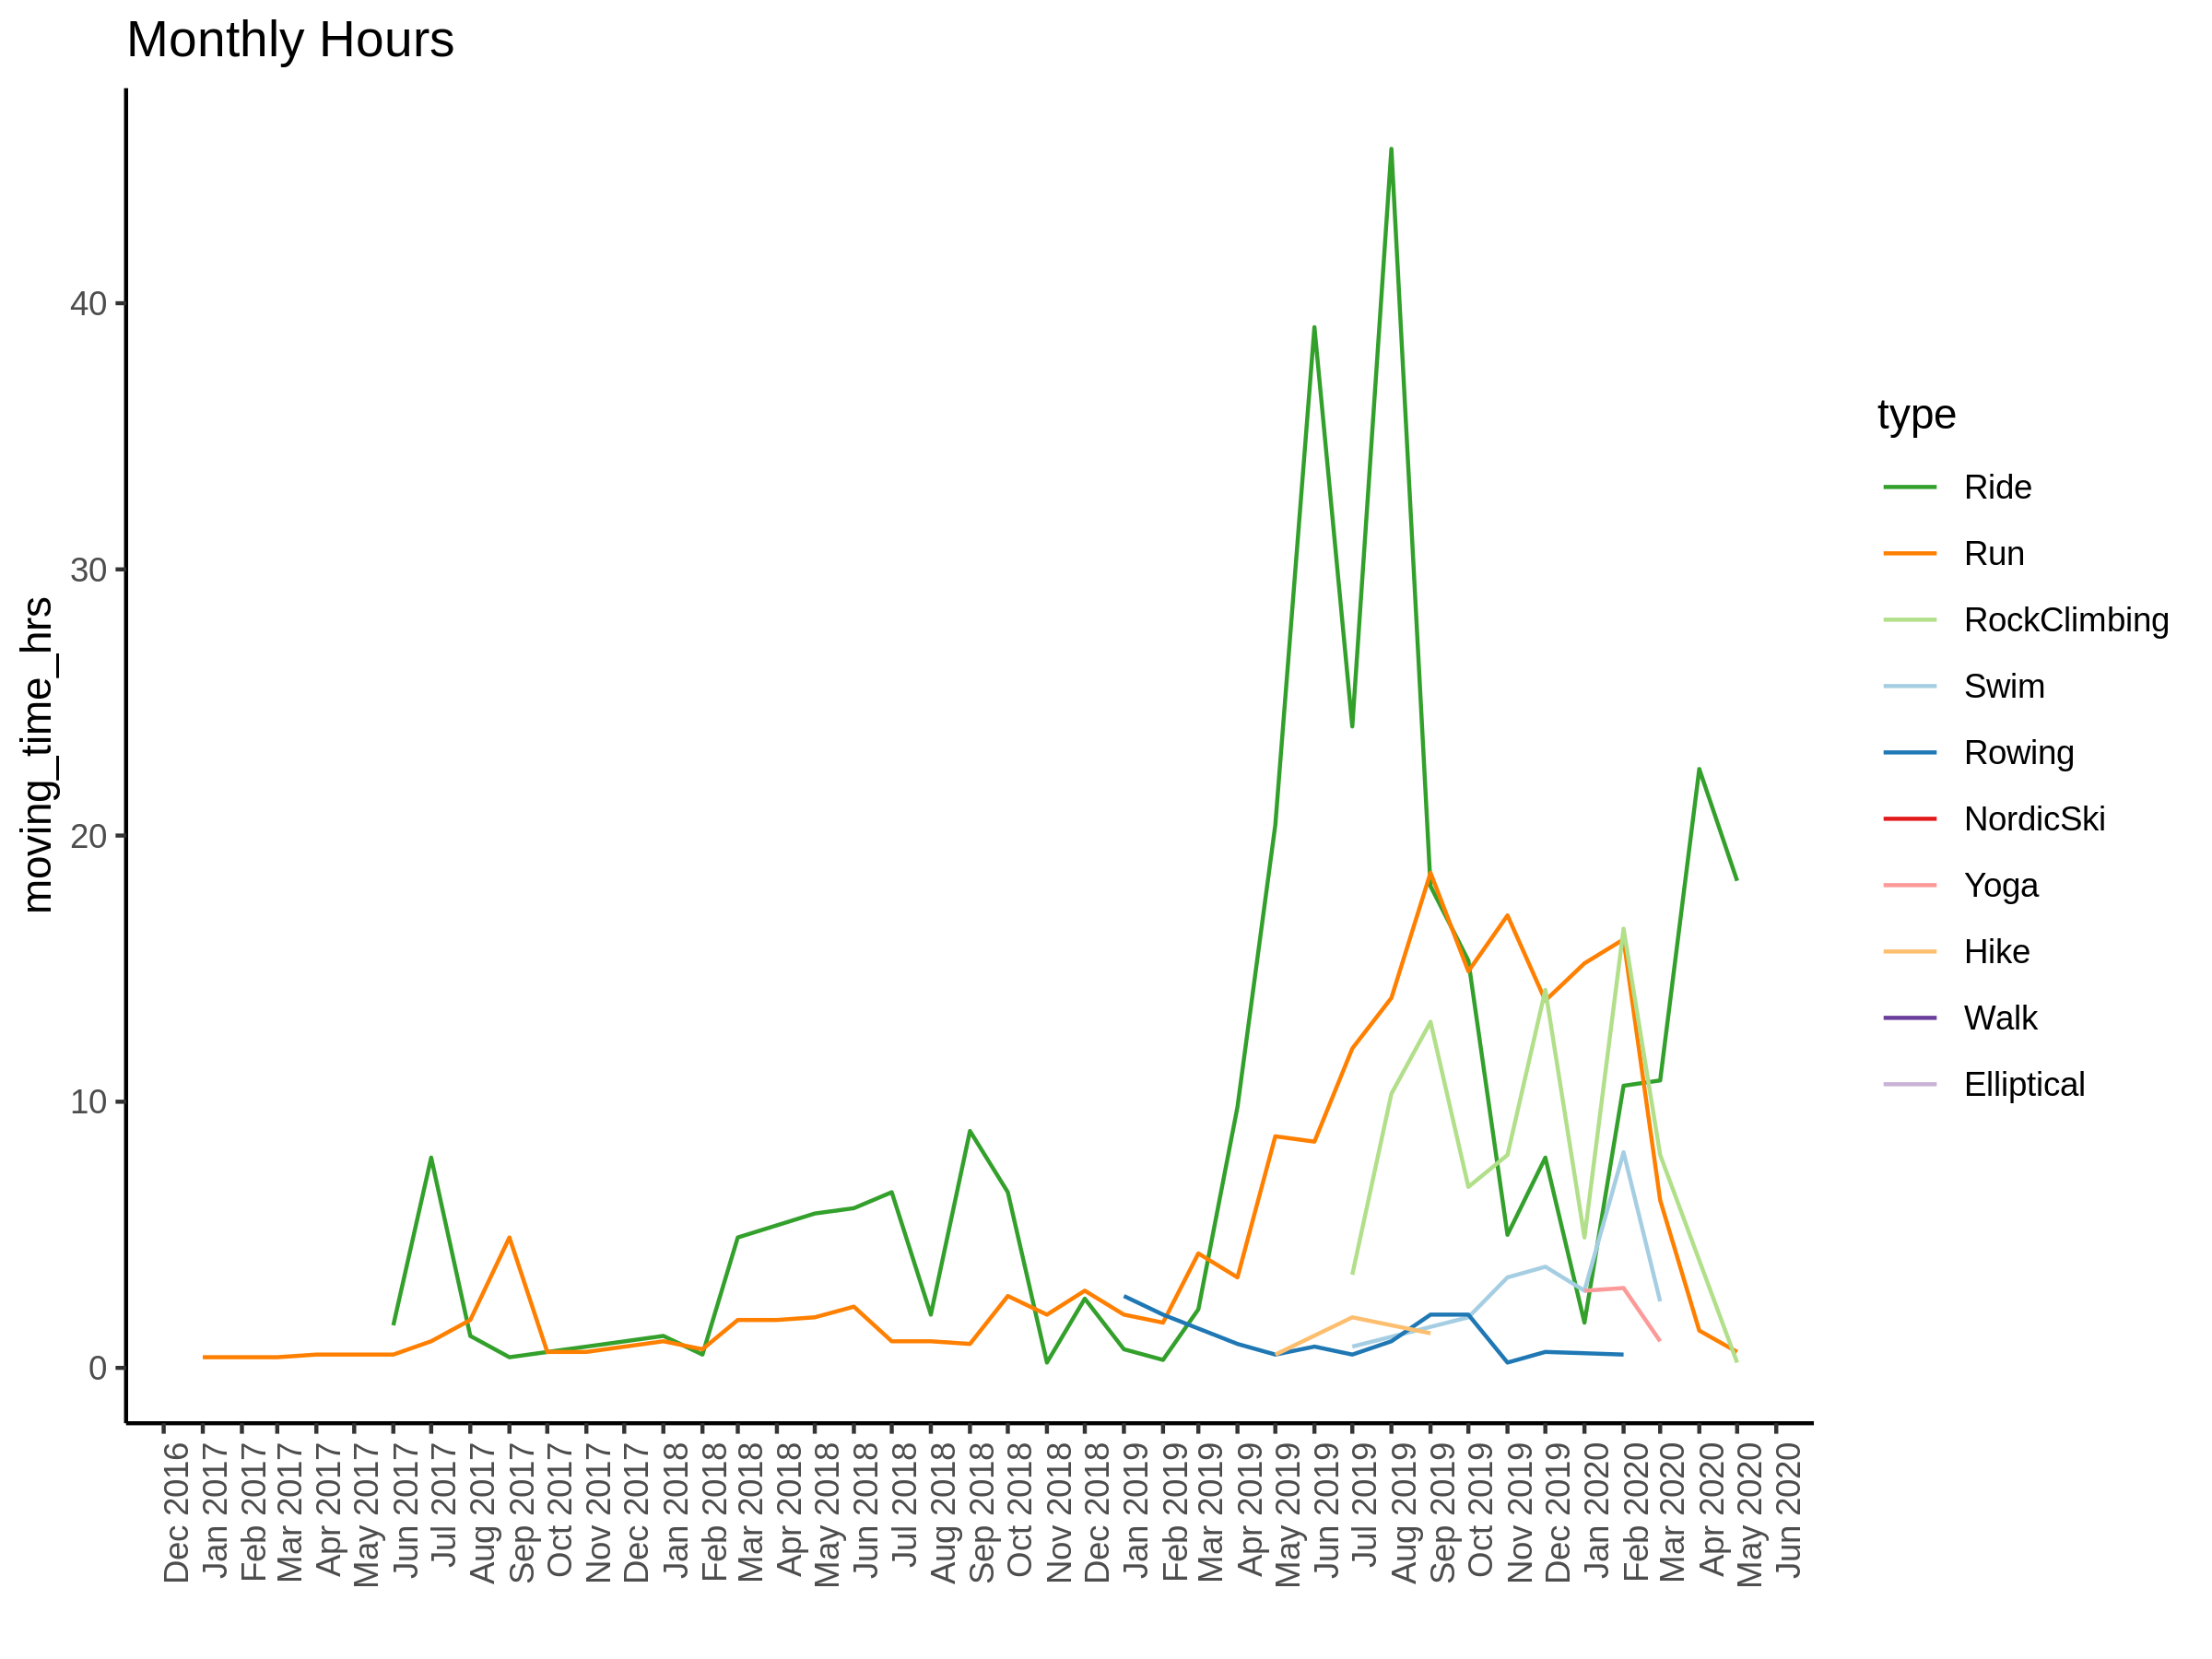 Monthly Hours
moving_time_hrs
40
30
20
10
0
Dec 2016
Jan 2017
Feb 2017
Mar 2017
Apr 2017
May 2017
Jun 2017
Jul 2017
Aug 2017
Sep 2017
Oct 2017
Nov 2017
Dec 2017
Jan 2018
Feb 2018
Mar 2018
Apr 2018
May 2018
Jun 2018
Jul 2018
Aug 2018
Sep 2018
Oct 2018
Nov 2018
Dec 2018
Jan 2019
Feb 2019
Mar 2019
Apr 2019
May 2019
Jun 2019
Jul 2019
Aug 2019
Sep 2019
Oct 2019
Nov 2019
Dec 2019
Jan 2020
Feb 2020
Mar 2020
Apr 2020
May 2020
Jun 2020
type
Ride
Run
RockClimbing
Swim
Rowing
NordicSki
Yoga
Hike
Walk
Elliptical